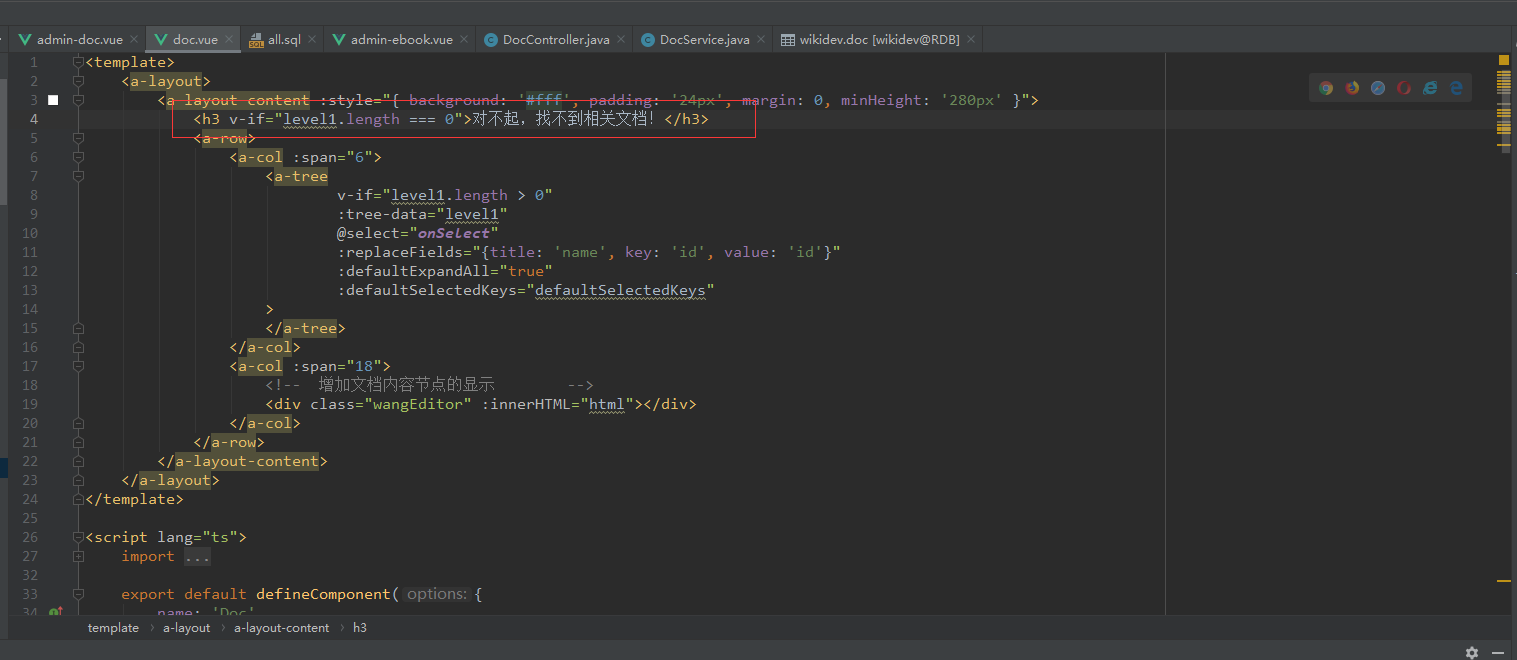 admin-doc.vue doc.vue all.sql admin-ebook.vue DocController.java DocService.java wikidev.doc [wikidev@RDB]
1 <template>
2 <a-layout>
3 <a-layout-content :style="{ background: '#fff', padding: '24px', margin: 0, minHeight: '280px' }">
4 <h3 v-if="level1.length === 0">对不起，找不到相关文档！</h3>
5 <a-row>
6 <a-col :span="6">
7 <a-tree
8 v-if="level1.length > 0"
9 :tree-data="level1"
10 @select="onSelect"
11 :replaceFields="{title: 'name', key: 'id', value: 'id'}"
12 :defaultExpandAll="true"
13 :defaultSelectedKeys="defaultSelectedKeys"
14 >
15 </a-tree>
16 </a-col>
17 <a-col :span="18">
18 <!-- 增加文档内容节点的显示 -->
19 <div class="wangEditor" :innerHTML="html"></div>
20 </a-col>
21 </a-row>
22 </a-layout-content>
23 </a-layout>
24 </template>
25
26 <script lang="ts">
27 import ...
32
33 export default defineComponent( options: {
34 name: 'Doc'
template › a-layout › a-layout-content › h3